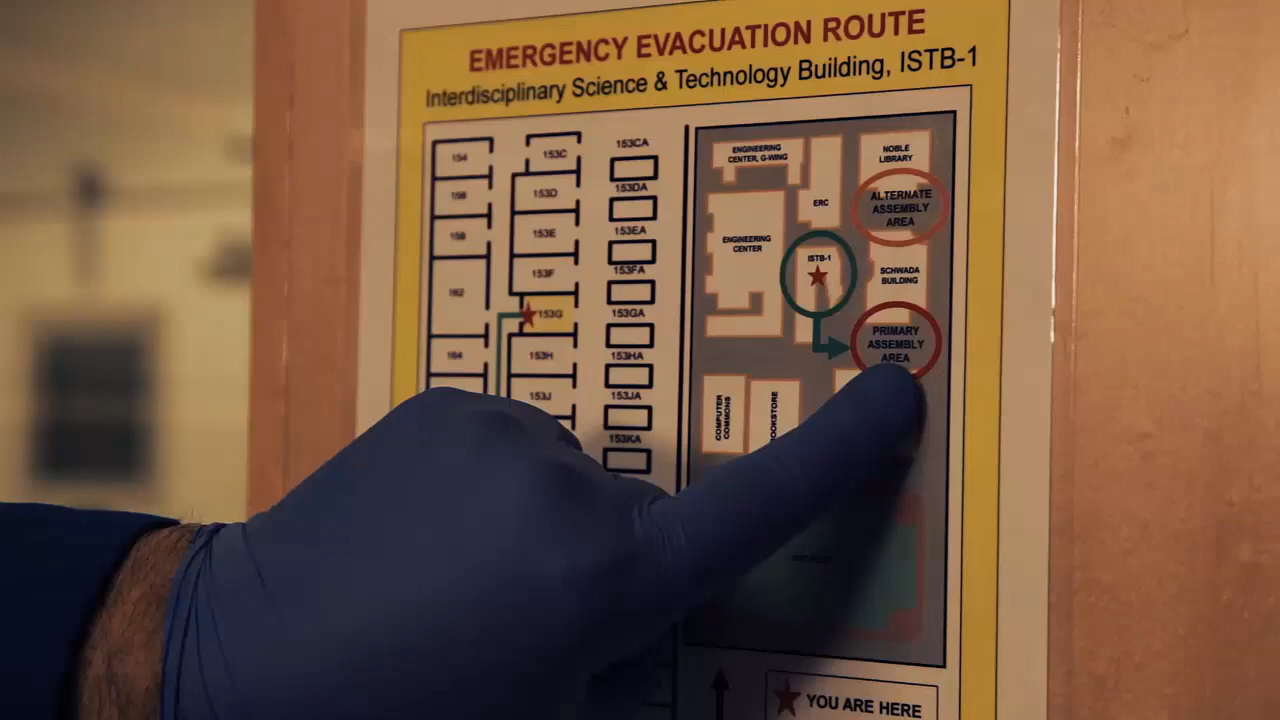 EMERGENCY EVACUATION ROUTE
Interdisciplinary Science & Technology Building, ISTB-1
154
153C
153CA
153D
153DA
158
153E
153EA
162
153F
153FA
153G
153GA
164
153H
153HA
153J
153JA
153KA
ENGINEERING
CENTER, G-WING
NOBLE
LIBRARY
ERC
ALTERNATE
ASSEMBLY
AREA
ENGINEERING
CENTER
ISTB-1
SCHWADA
BUILDING
PRIMARY
ASSEMBLY
AREA
COMPUTER
COMMONS
OOKSTORE
YOU ARE HERE